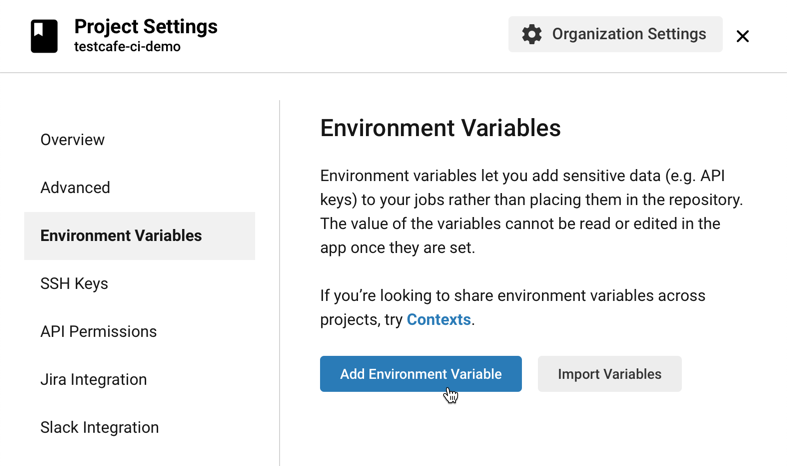 Project Settings
testcafe-ci-demo
Organization Settings
Overview
Advanced
Environment Variables
SSH Keys
API Permissions
Jira Integration
Slack Integration
Environment Variables
Environment variables let you add sensitive data (e.g. API
keys) to your jobs rather than placing them in the repository.
The value of the variables cannot be read or edited in the
app once they are set.
If you’re looking to share environment variables across
projects, try Contexts.
Add Environment Variable
Import Variables